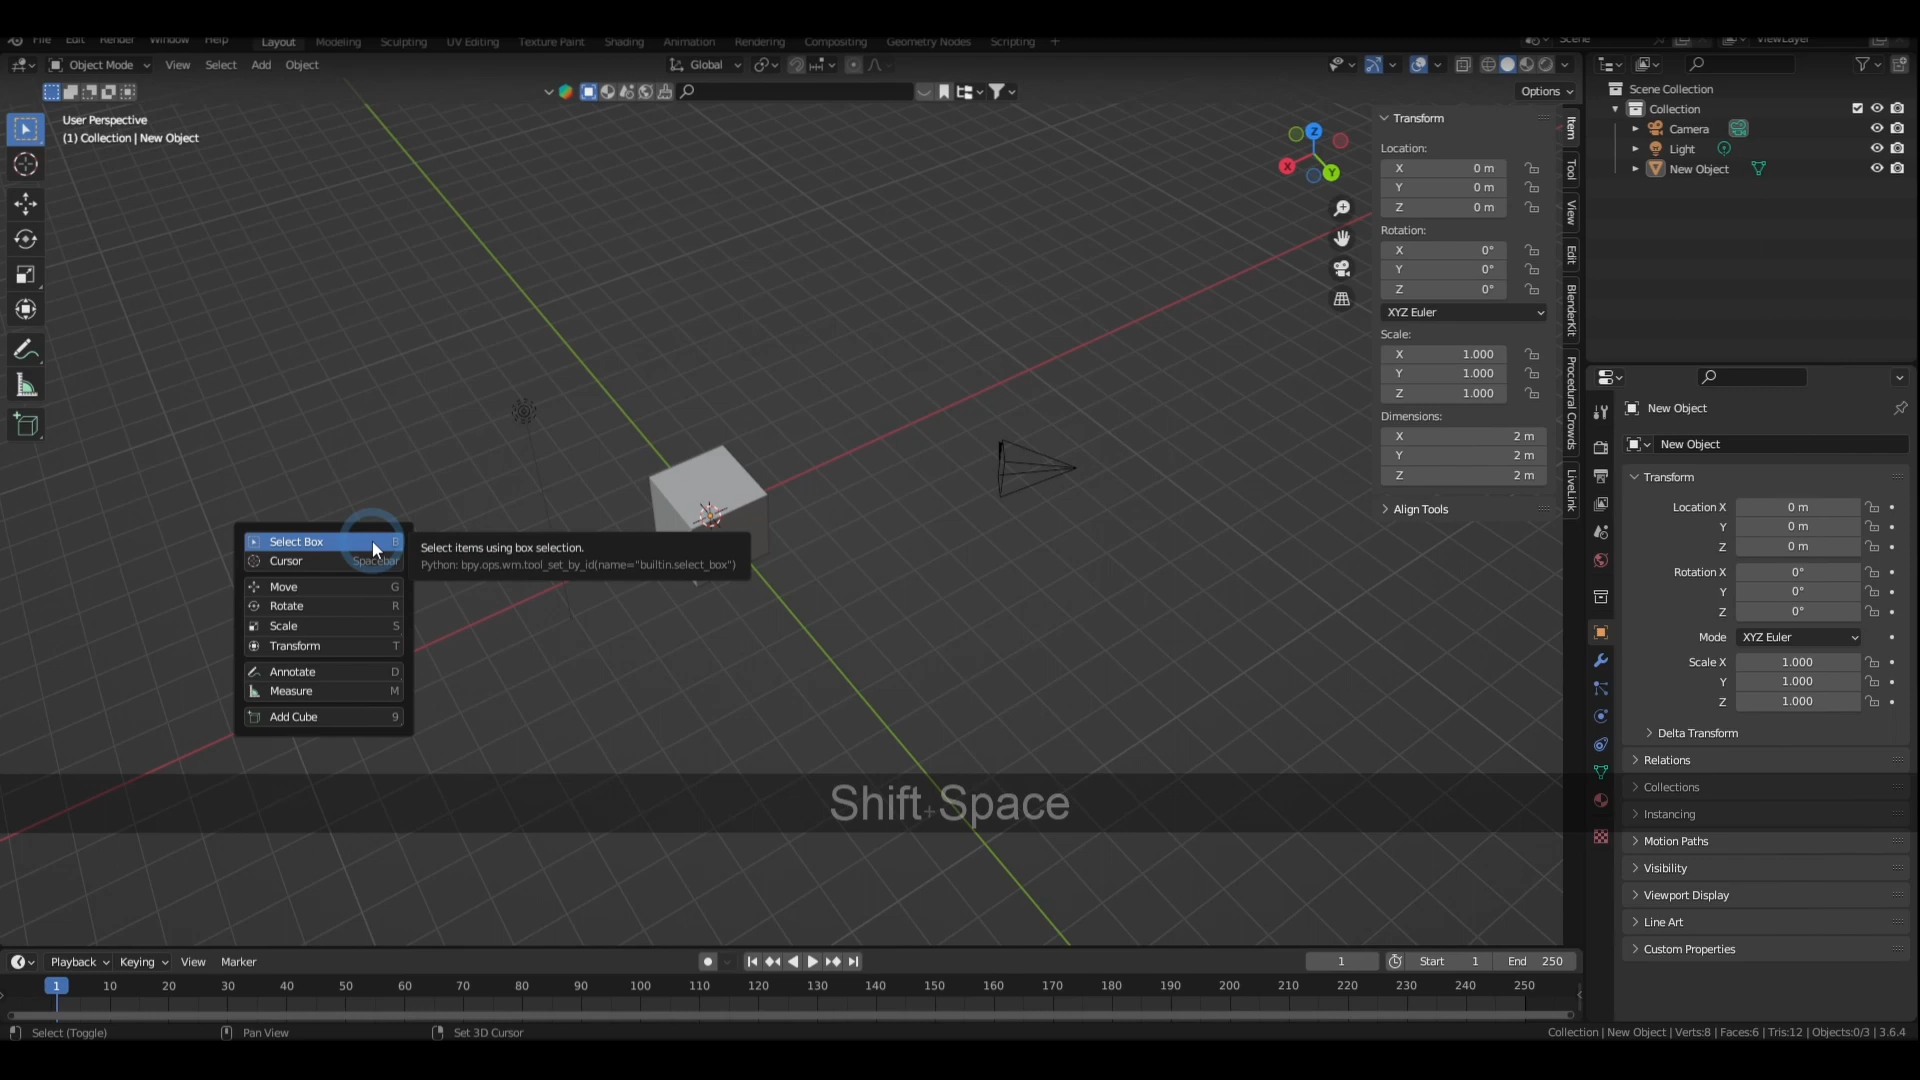 File Edit Render Window Help Layout Modeling Sculpting UV Editing Texture Paint Shading Animation Rendering Compositing Geometry Nodes Scripting + Scene ViewLayer
Object Mode View Select Add Object Global
Options
User Perspective
(1) Collection | New Object
Transform
Location:
X 0 m
Y 0 m
Z 0 m
Rotation:
X 0°
Y 0°
Z 0°
XYZ Euler
Scale:
X 1.000
Y 1.000
Z 1.000
Dimensions:
X 2 m
Y 2 m
Z 2 m
Align Tools
Item
Tool
View
Edit
BlenderKit
Procedural Crowds
LiveLink
Z
X
Y
Scene Collection
Collection
Camera
Light
New Object
New Object
New Object
Transform
Location X 0 m
Y 0 m
Z 0 m
Rotation X 0°
Y 0°
Z 0°
Mode XYZ Euler
Scale X 1.000
Y 1.000
Z 1.000
Delta Transform
Relations
Collections
Instancing
Motion Paths
Visibility
Viewport Display
Line Art
Custom Properties
Select Box B
Cursor Spacebar
Move G
Rotate R
Scale S
Transform T
Annotate D
Measure M
Add Cube 9
Select items using box selection.
Python: bpy.ops.wm.tool_set_by_id(name="builtin.select_box")
Shift+Space
Playback Keying View Marker 1 Start 1 End 250
1 10 20 30 40 50 60 70 80 90 100 110 120 130 140 150 160 170 180 190 200 210 220 230 240 250
Select (Toggle) Pan View Set 3D Cursor Collection | New Object | Verts:8 | Faces:6 | Tris:12 | Objects:0/3 | 3.6.4